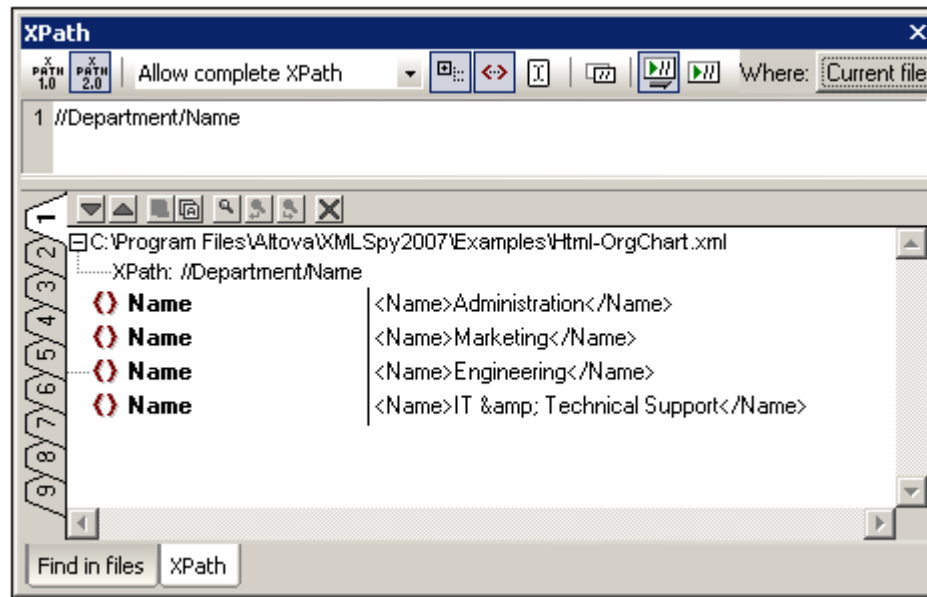 XPath
X PATH 1.0 X PATH 2.0 Allow complete XPath Where: Current file
1 //Department/Name
C:\Program Files\Altova\XMLSpy2007\Examples\Html-OrgChart.xml
XPath: //Department/Name
Name <Name>Administration</Name>
Name <Name>Marketing</Name>
Name <Name>Engineering</Name>
Name <Name>IT &amp; Technical Support</Name>
1
2
3
4
5
6
7
8
9
Find in files XPath